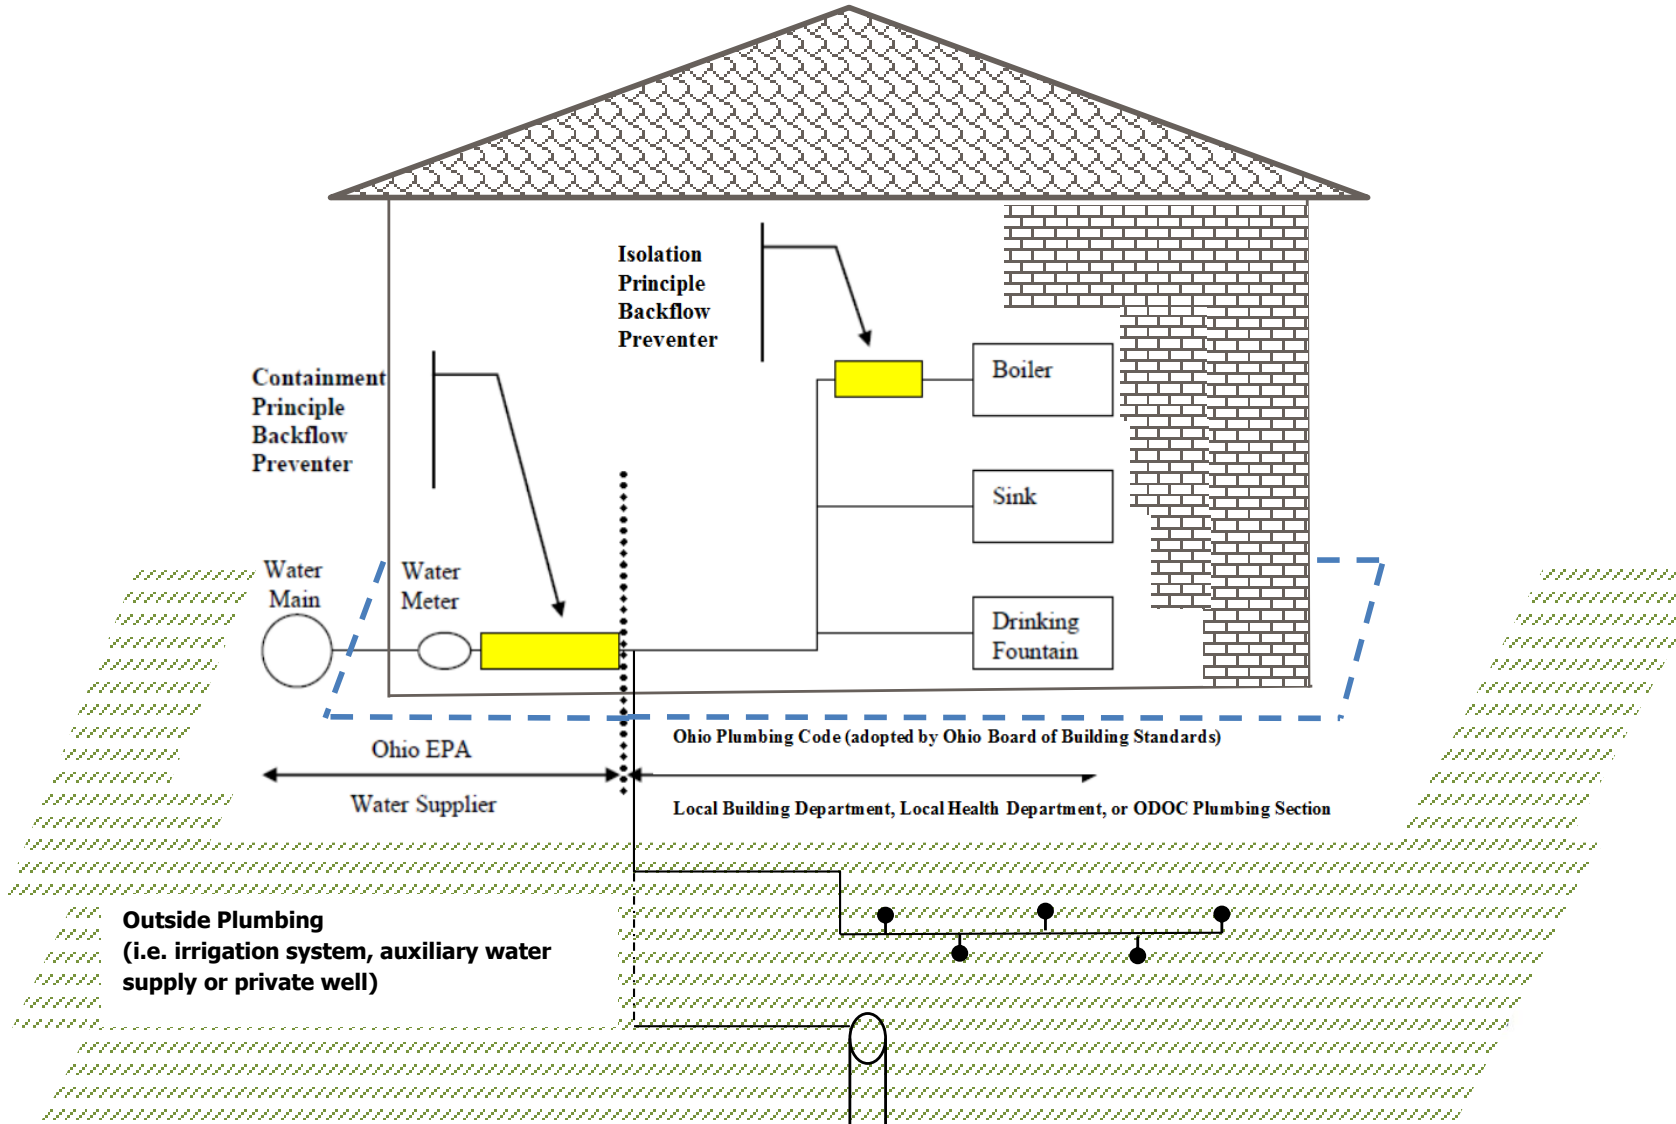 Isolation
Principle
Backflow
Preventer
Containment
Principle
Backflow
Preventer
Boiler
Sink
Water
Main
Water
Meter
Drinking
Fountain
Ohio EPA
Water Supplier
Ohio Plumbing Code (adopted by Ohio Board of Building Standards)
Local Building Department, Local Health Department, or ODOC Plumbing Section
Outside Plumbing
(i.e. irrigation system, auxiliary water
supply or private well)